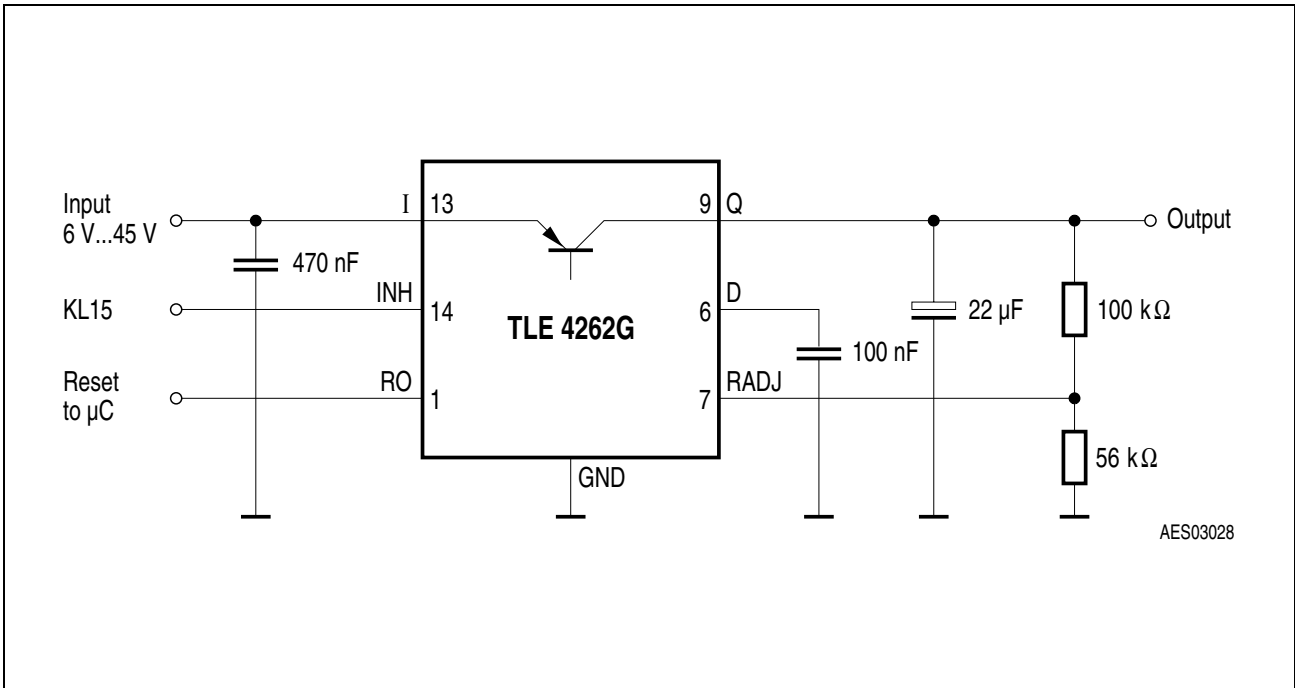 Input
6 V...45 V
I
13
9
Q
Output
470 nF
KL15
INH
14
TLE 4262G
D
6
22 µF
100 kΩ
100 nF
Reset
to µC
RO
1
RADJ
7
56 kΩ
GND
AES03028